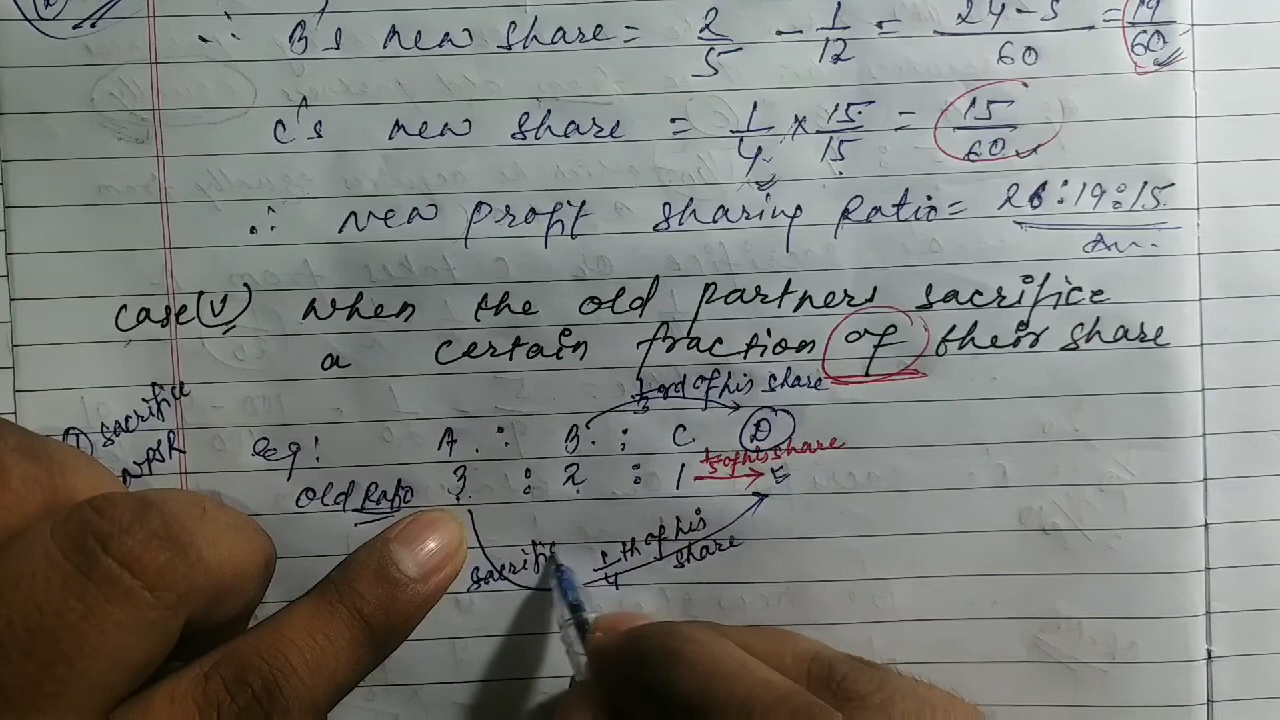 ∴ B's new share = 2/5 - 1/12 = 24-5/60 = 19/60
C's new share = 1/4 × 15/15 = 15/60
∴ New Profit sharing Ratio = 26:19:15
Case (V) When the old partners sacrifice
a certain fraction of their share
1/3rd of his share
① sacrifice
NPSR
eg! A : B : C D
1/5 of his share
Old Ratio 3 : 2 : 1
sacrific 1/4th of his
share